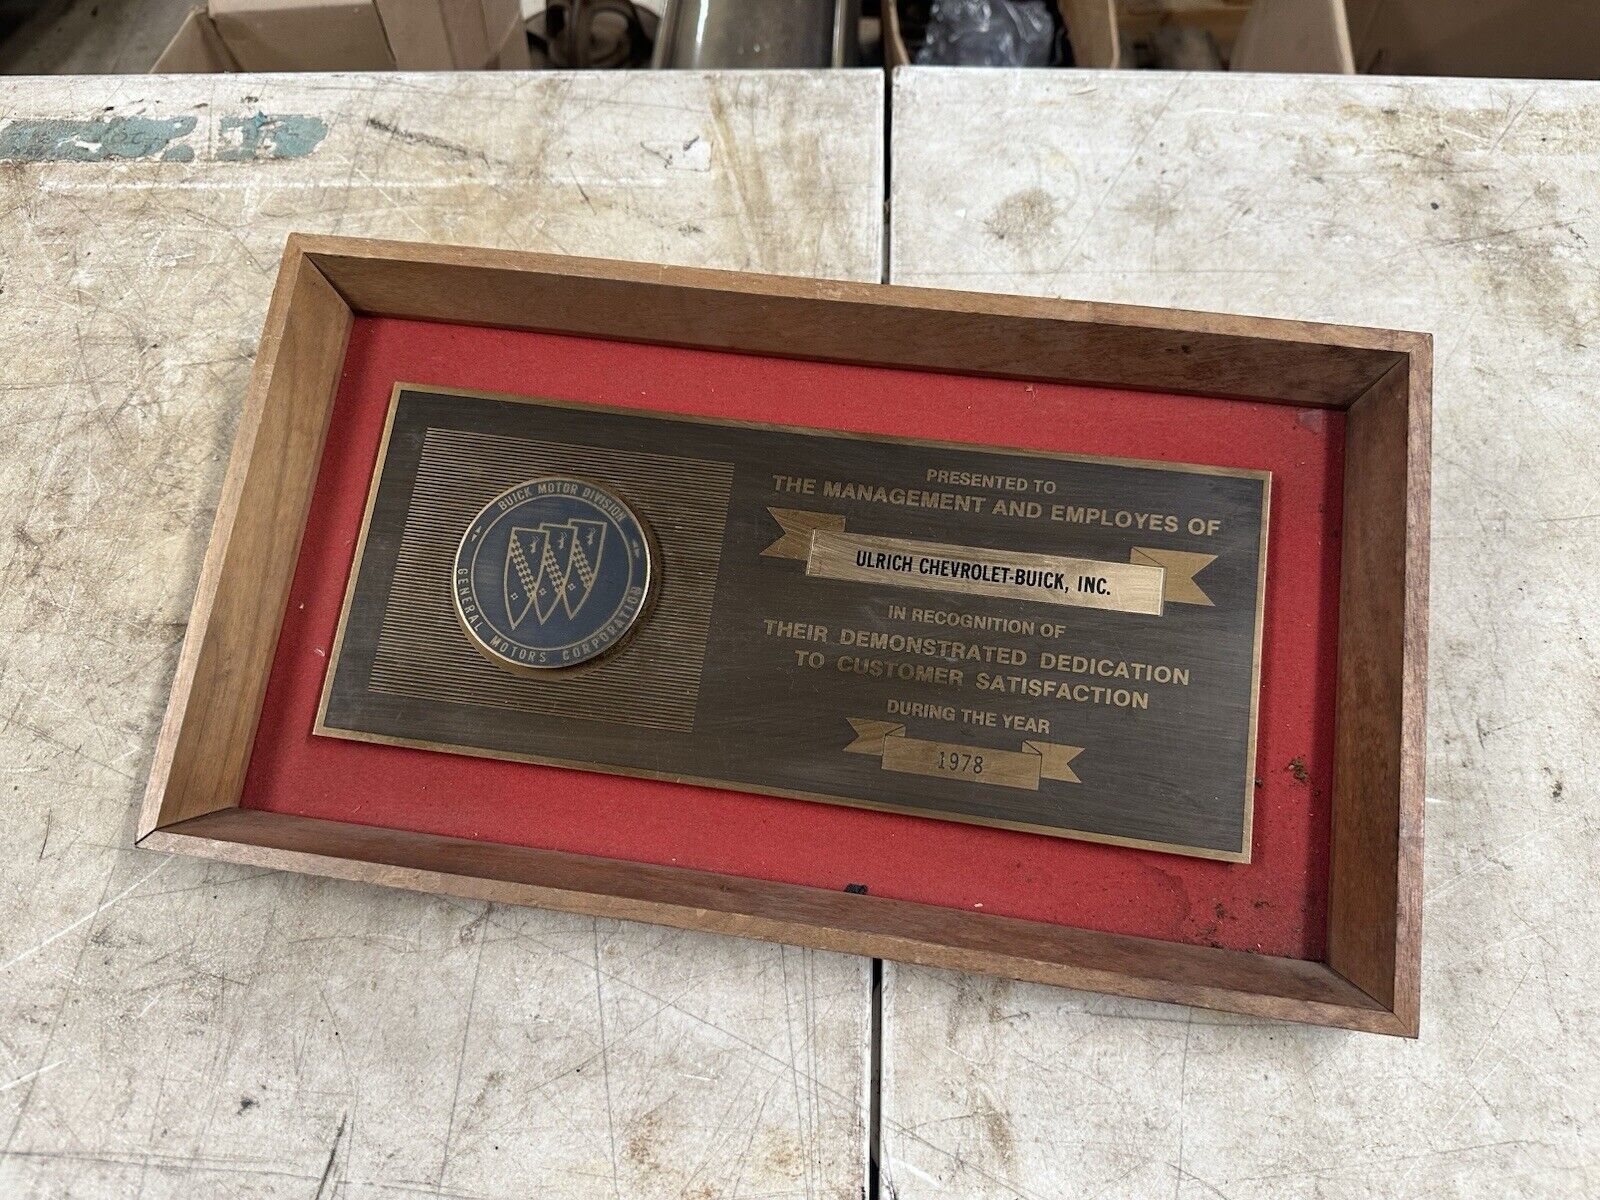 BUICK MOTOR DIVISION
GENERAL MOTORS CORPORATION
PRESENTED TO
THE MANAGEMENT AND EMPLOYES OF
ULRICH CHEVROLET-BUICK, INC.
IN RECOGNITION OF
THEIR DEMONSTRATED DEDICATION
TO CUSTOMER SATISFACTION
DURING THE YEAR
1978